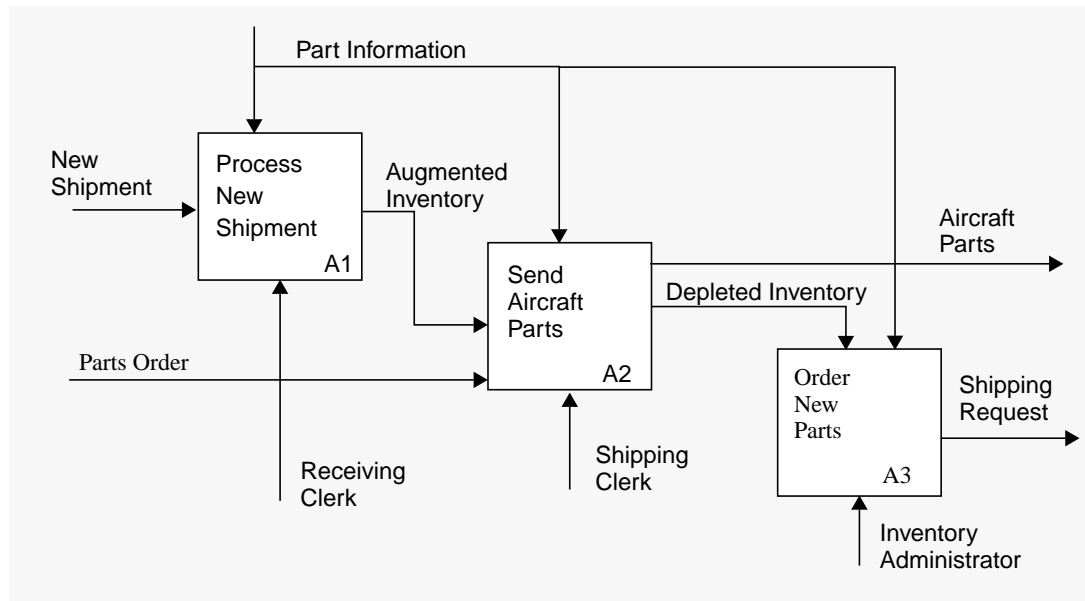 Part Information
New
Shipment
Process
New
Shipment
A1
Augmented
Inventory
Aircraft
Parts
Send
Aircraft
Parts
A2
Depleted Inventory
Parts Order
Order
New
Parts
A3
Shipping
Request
Receiving
Clerk
Shipping
Clerk
Inventory
Administrator